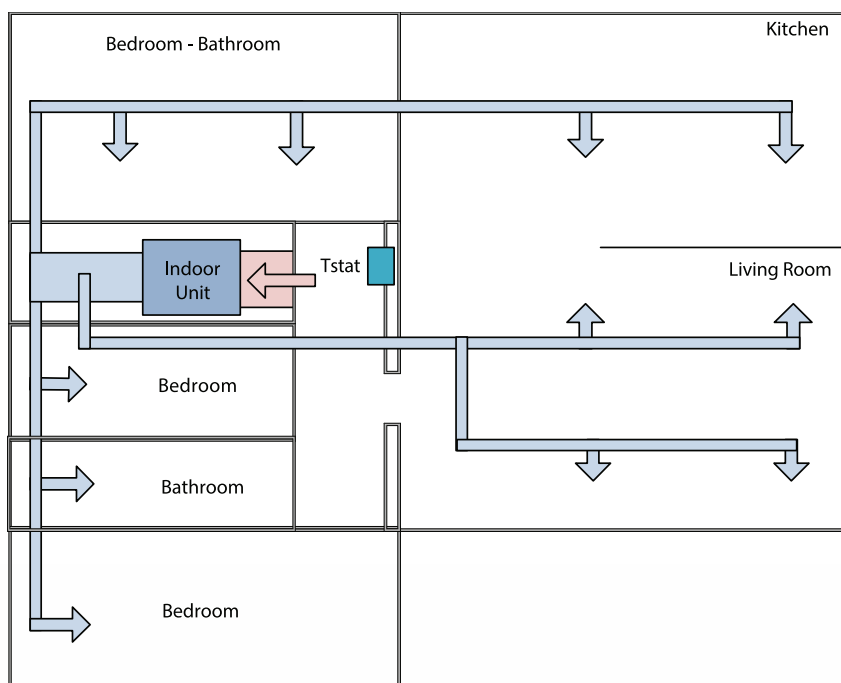 Kitchen
Bedroom - Bathroom
Indoor
Unit
Tstat
Living Room
Bedroom
Bathroom
Bedroom